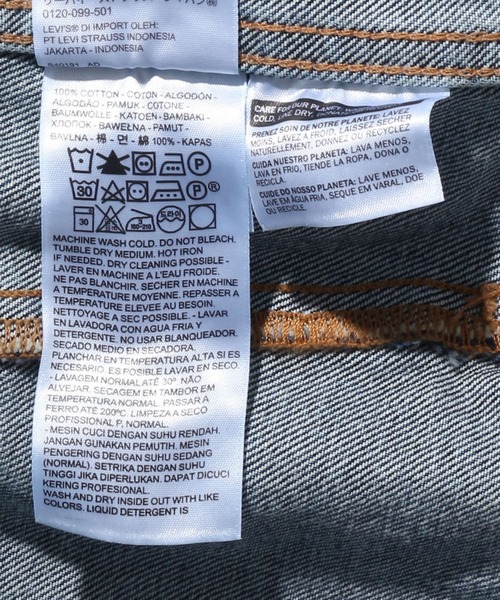 0120-099-501
LEVI'S® DI IMPOR OLEH:
PT LEVI STRAUSS INDONESIA
JAKARTA - INDONESIA
100% COTTON - COTON - ALGODÓN -
ALGODÃO - PAMUK - COTONE -
BAUMWOLLE - KATOEN - BAMBAKI -
ХЛОПОК - BAWEŁNA - PAMUT -
BAVLNA - 棉 - 면 - 綿 100% - KAPAS
P
30
P®
드라이
MACHINE WASH COLD. DO NOT BLEACH.
TUMBLE DRY MEDIUM. HOT IRON
IF NEEDED. DRY CLEANING POSSIBLE -
LAVER EN MACHINE A L'EAU FROIDE.
NE PAS BLANCHIR. SECHER EN MACHINE
A TEMPERATURE MOYENNE. REPASSER A
TEMPERATURE ELEVEE AU BESOIN.
NETTOYAGE A SEC POSSIBLE. - LAVAR
EN LAVADORA CON AGUA FRIA Y
DETERGENTE. NO USAR BLANQUEADOR.
SECADO MEDIO EN SECADORA.
PLANCHAR EN TEMPERATURA ALTA SI ES
NECESARIO. ES POSIBLE LAVAR EN SECO.
- LAVAGEM NORMAL ATÉ 30º. NÃO
ALVEJAR. SECAGEM EM TAMBOR EM
TEMPERATURA NORMAL. PASSAR A
FERRO ATÉ 200ºC. LIMPEZA A SECO
PROFISSIONAL P, NORMAL.
- MESIN CUCI DENGAN SUHU RENDAH.
JANGAN GUNAKAN PEMUTIH. MESIN
PENGERING DENGAN SUHU SEDANG
(NORMAL). SETRIKA DENGAN SUHU
TINGGI JIKA DIPERLUKAN. DAPAT DICUCI
KERING PROFESIONAL.
WASH AND DRY INSIDE OUT WITH LIKE
COLORS. LIQUID DETERGENT IS
CARE FOR OUR PLANET:
COLD, LINE DRY,
PRENEZ SOIN DE NOTRE PLANETE: LAVEZ
MOINS, LAVEZ A FROID, LAISSEZ SECHER
NATURELLEMENT, DONNEZ OU RECYCLEZ
CUIDA NUESTRO PLANETA: LAVA MENOS,
LAVA EN FRIO, TIENDE LA ROPA, DONA O
RECICLA.
CUIDE DO NOSSO PLANETA: LAVE MENOS,
LAVE EM ÁGUA FRIA, SEQUE EM VARAL, DOE
OU RECICLE.